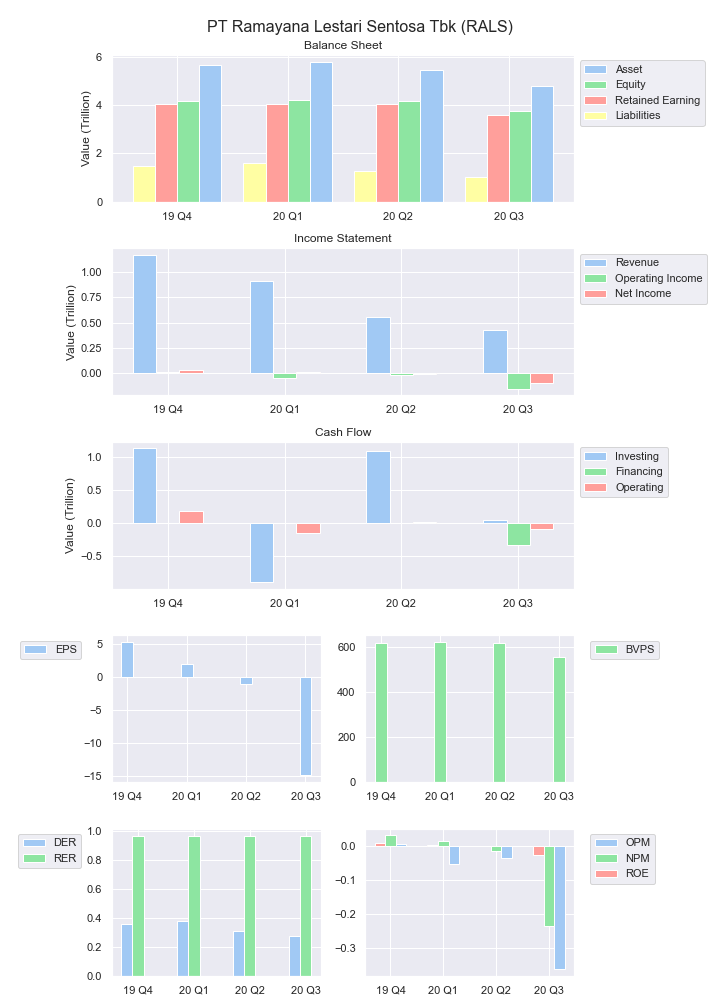 PT Ramayana Lestari Sentosa Tbk (RALS)
Balance Sheet
6
4
2
0
Value (Trillion)
19 Q4 20 Q1 20 Q2 20 Q3
Asset
Equity
Retained Earning
Liabilities
Income Statement
1.00
0.75
0.50
0.25
0.00
Value (Trillion)
19 Q4 20 Q1 20 Q2 20 Q3
Revenue
Operating Income
Net Income
Cash Flow
1.0
0.5
0.0
−0.5
Value (Trillion)
19 Q4 20 Q1 20 Q2 20 Q3
Investing
Financing
Operating
EPS
5
0
−5
−10
−15
19 Q4 20 Q1 20 Q2 20 Q3
600
400
200
0
19 Q4 20 Q1 20 Q2 20 Q3
BVPS
DER
RER
1.0
0.8
0.6
0.4
0.2
0.0
19 Q4 20 Q1 20 Q2 20 Q3
0.0
−0.1
−0.2
−0.3
19 Q4 20 Q1 20 Q2 20 Q3
OPM
NPM
ROE